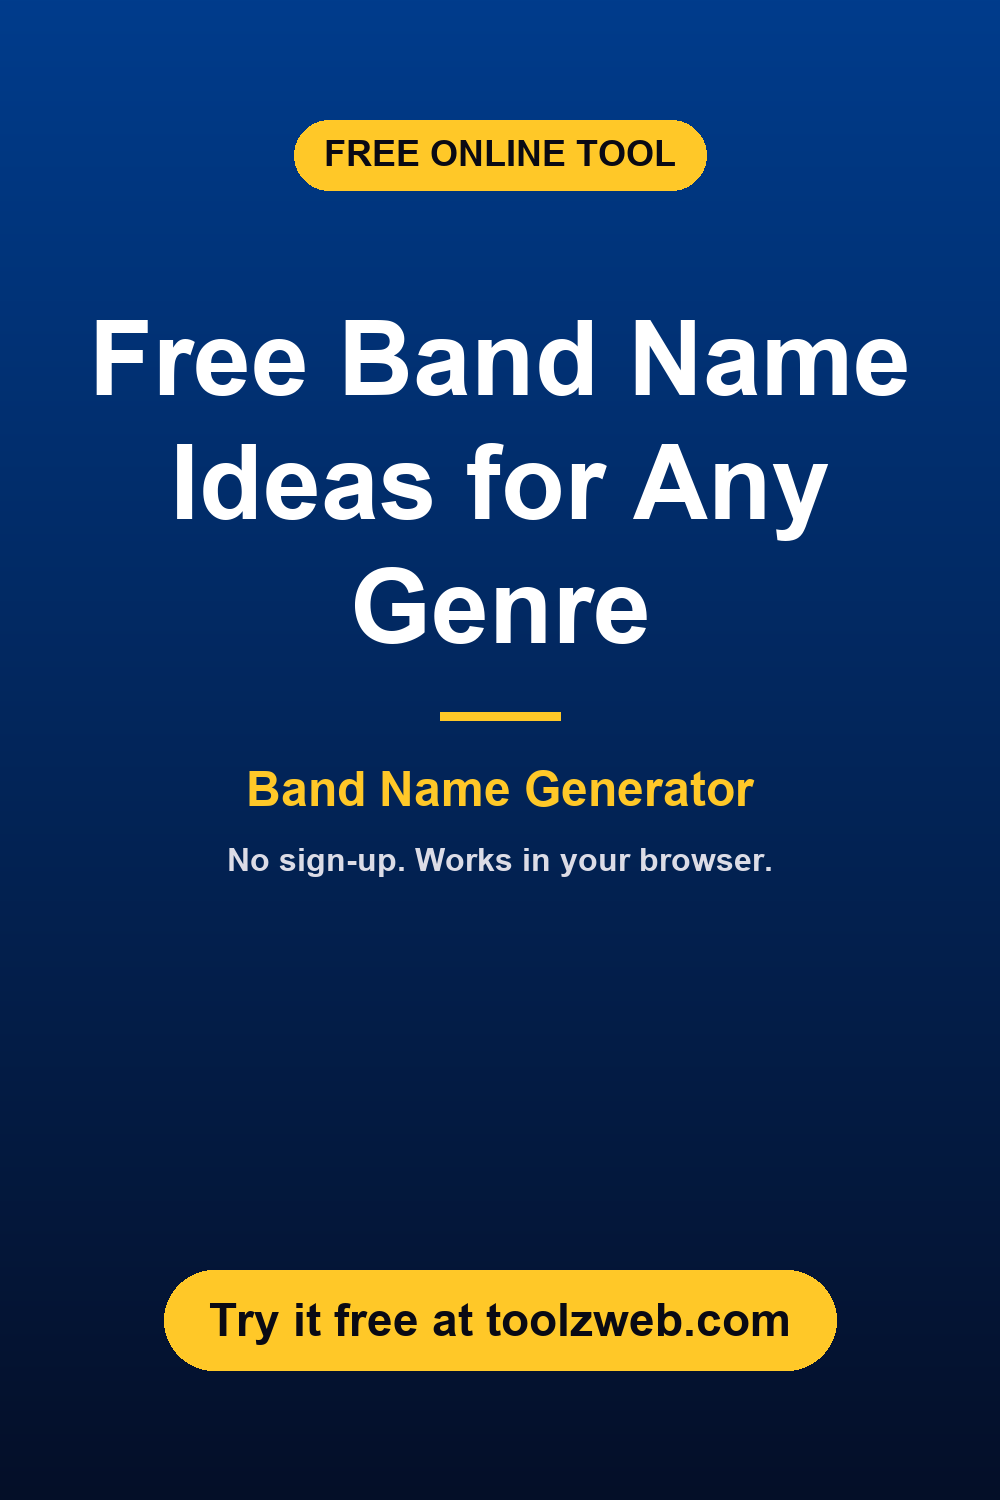 FREE ONLINE TOOL
Free Band Name
Ideas for Any
Genre
Band Name Generator
No sign-up. Works in your browser.
Try it free at toolzweb.com